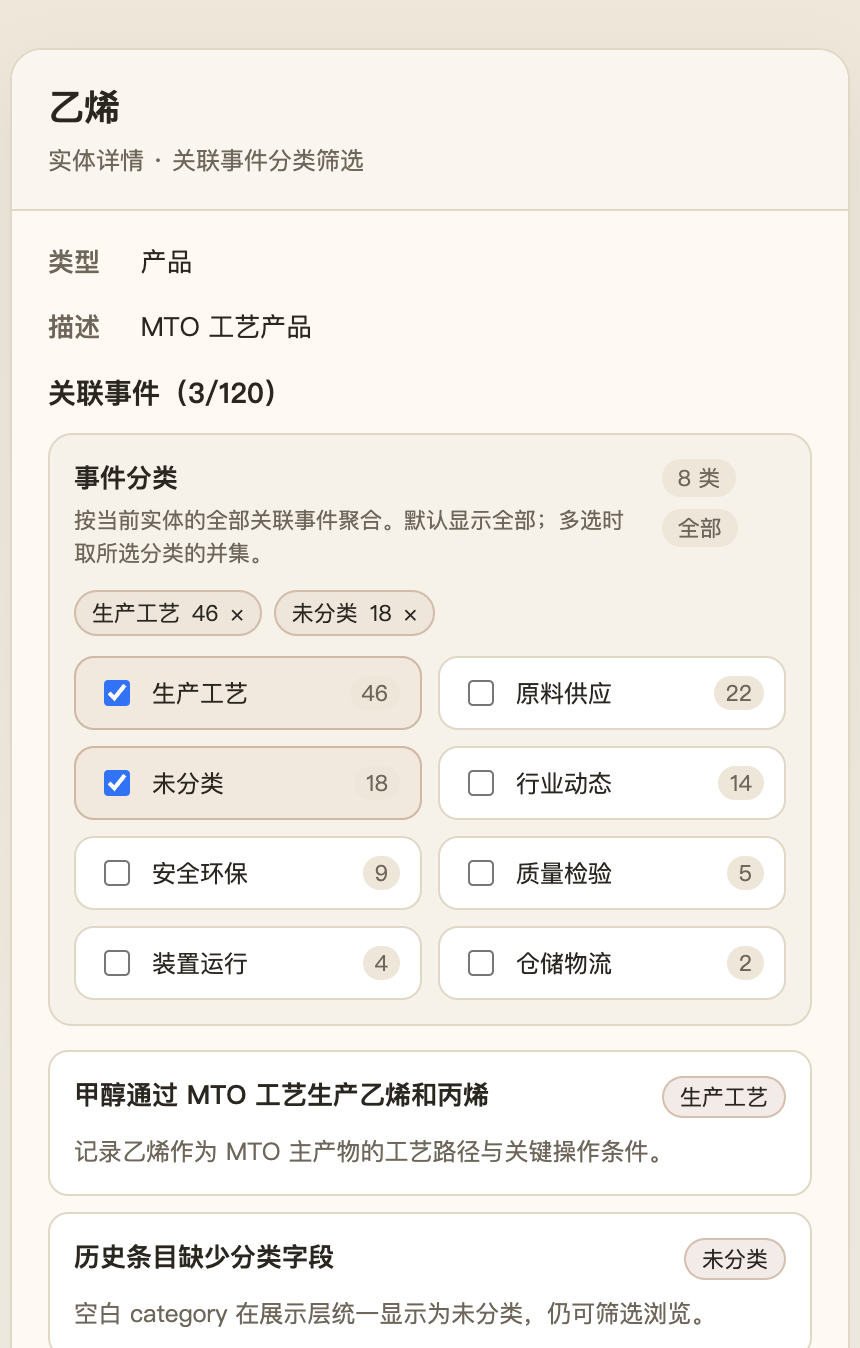 乙烯
实体详情 · 关联事件分类筛选
类型 产品
描述 MTO 工艺产品
关联事件（3/120）
事件分类
8 类
按当前实体的全部关联事件聚合。默认显示全部；多选时
取所选分类的并集。
全部
生产工艺 46 ×
未分类 18 ×
生产工艺 46
原料供应 22
未分类 18
行业动态 14
安全环保 9
质量检验 5
装置运行 4
仓储物流 2
甲醇通过 MTO 工艺生产乙烯和丙烯
生产工艺
记录乙烯作为 MTO 主产物的工艺路径与关键操作条件。
历史条目缺少分类字段
未分类
空白 category 在展示层统一显示为未分类，仍可筛选浏览。